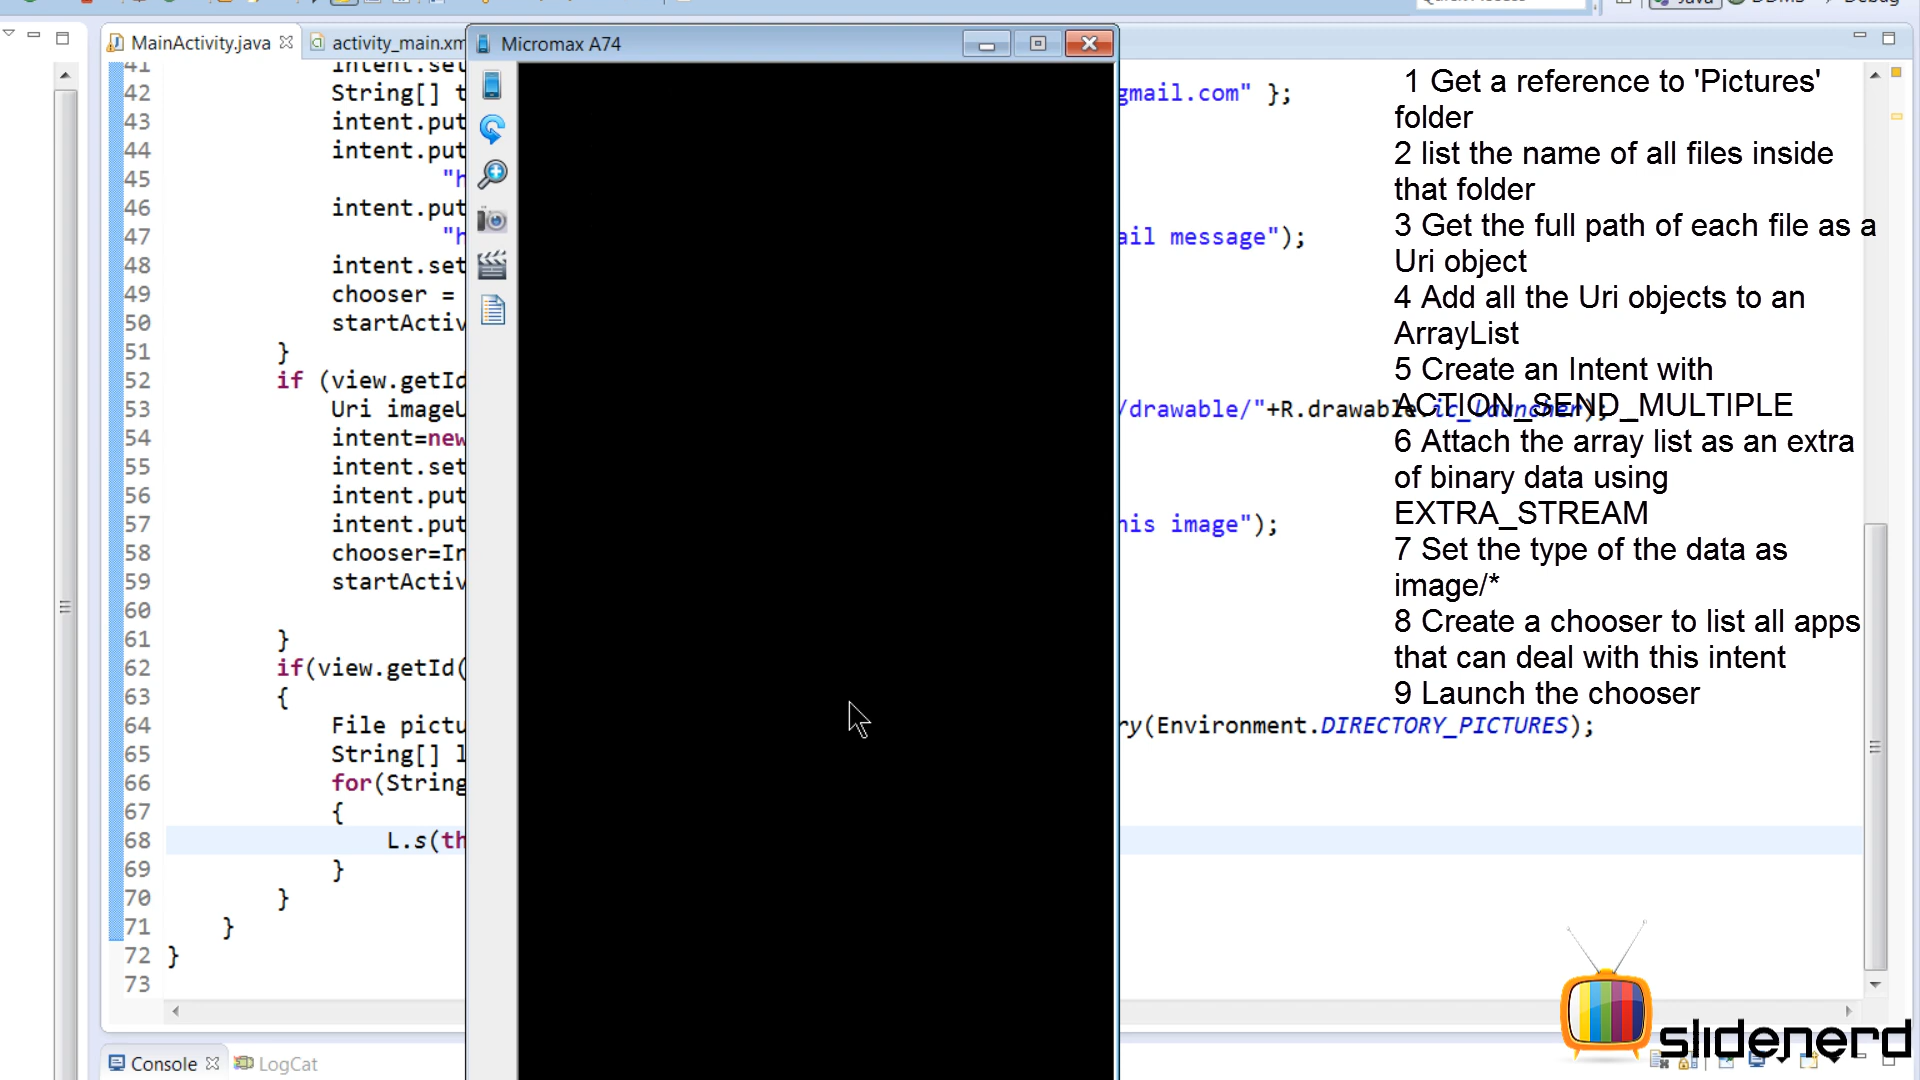 Java DDMS Debug
MainActivity.java activity_main.xm
Micromax A74
41 intent.set
42 String[] t gmail.com" };
43 intent.put
44 intent.put
45 "h
46 intent.put
47 "h ail message");
48 intent.set
49 chooser =
50 startActiv
51 }
52 if (view.getId
53 Uri imageU /drawable/"+R.drawable.ic_launcher);
54 intent=new
55 intent.set
56 intent.put
57 intent.put his image");
58 chooser=In
59 startActiv
60
61 }
62 if(view.getId(
63 {
64 File pictu ry(Environment.DIRECTORY_PICTURES);
65 String[] l
66 for(String
67 {
68 L.s(th
69 }
70 }
71 }
72 }
73
1 Get a reference to 'Pictures'
folder
2 list the name of all files inside
that folder
3 Get the full path of each file as a
Uri object
4 Add all the Uri objects to an
ArrayList
5 Create an Intent with
ACTION_SEND_MULTIPLE
6 Attach the array list as an extra
of binary data using
EXTRA_STREAM
7 Set the type of the data as
image/*
8 Create a chooser to list all apps
that can deal with this intent
9 Launch the chooser
slidenerd
Console LogCat